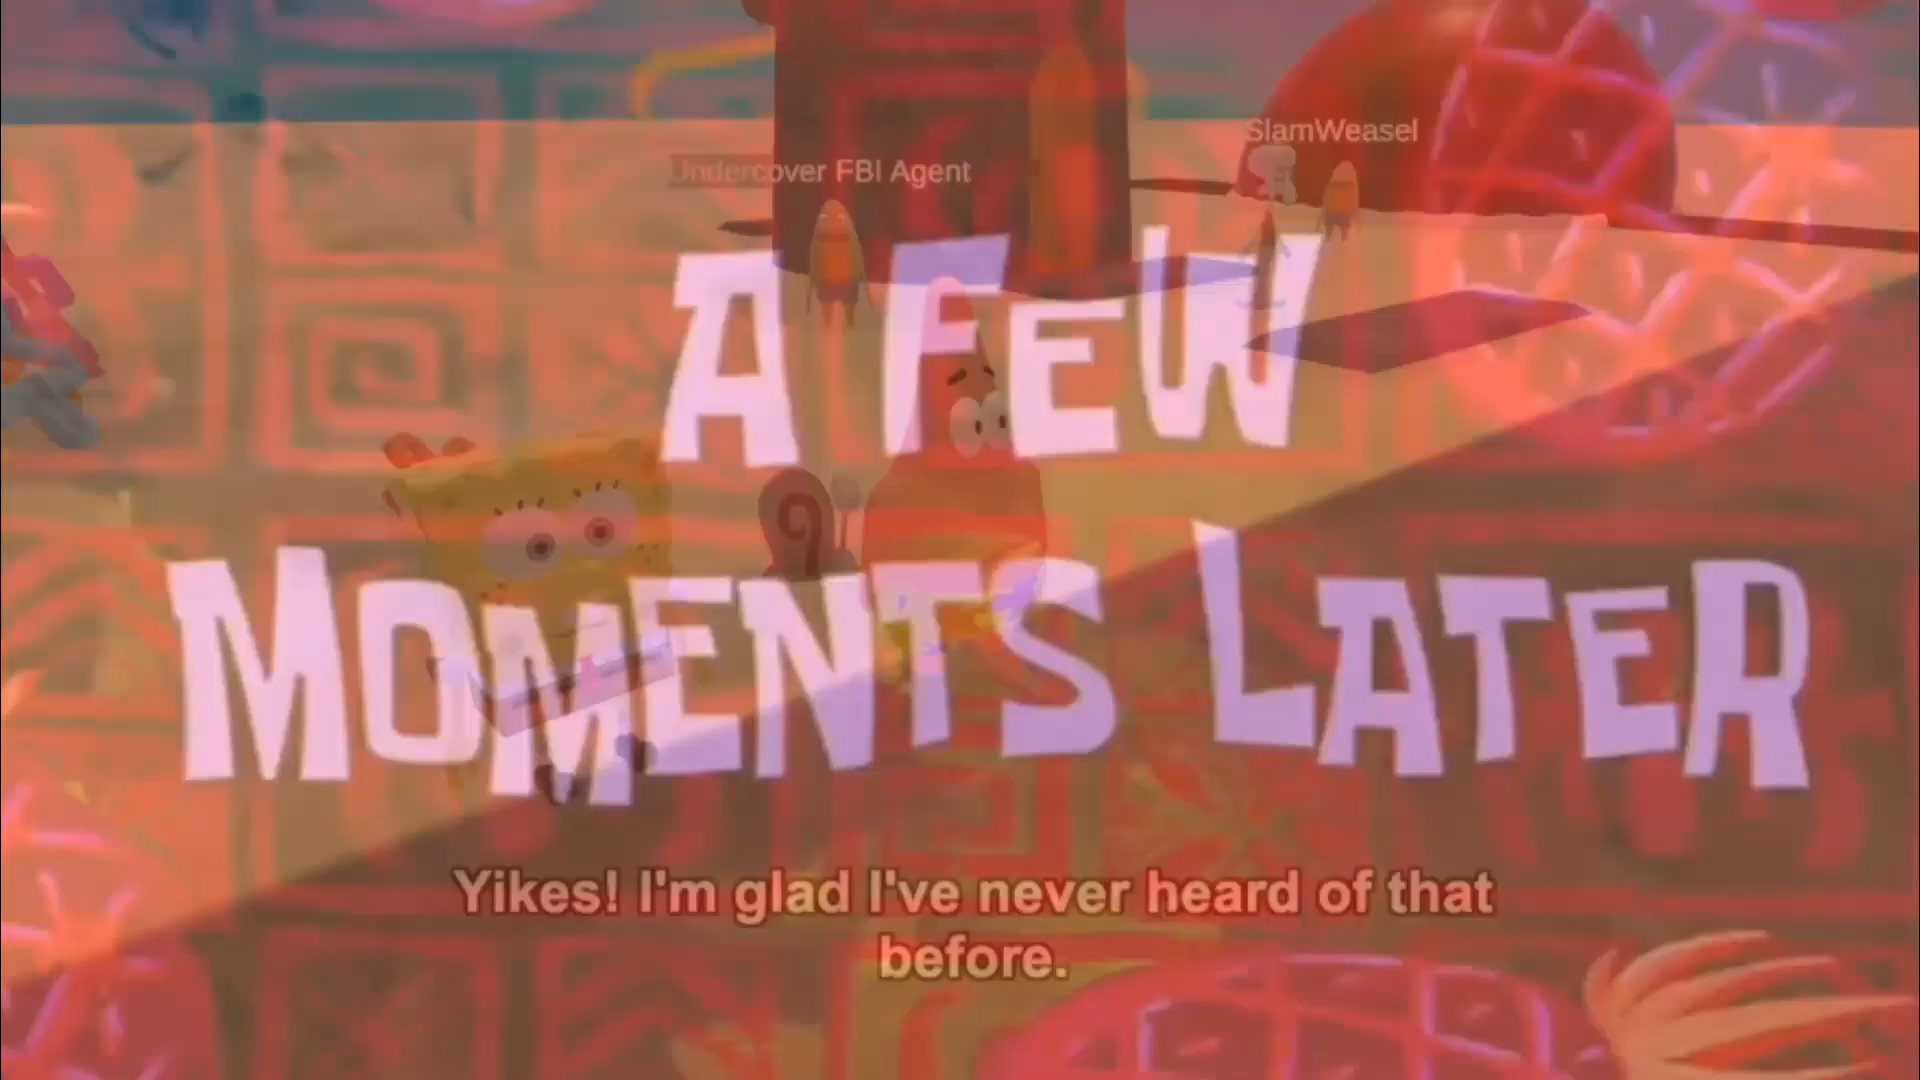 SlamWeasel
Undercover FBI Agent
A FEW
MOMENTS LATER
Yikes! I'm glad I've never heard of that
before.